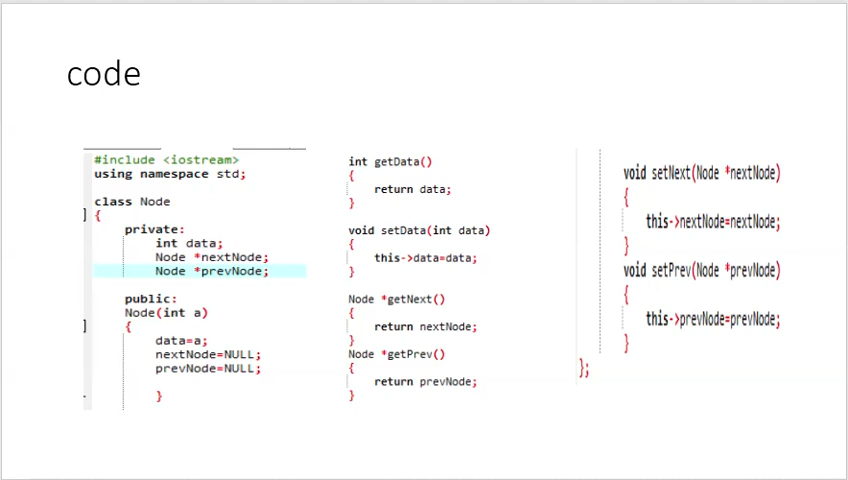 code
#include <iostream>
using namespace std;
class Node
{
private:
int data;
Node *nextNode;
Node *prevNode;
public:
Node(int a)
{
data=a;
nextNode=NULL;
prevNode=NULL;
}
int getData()
{
return data;
}
void setData(int data)
{
this->data=data;
}
Node *getNext()
{
return nextNode;
}
Node *getPrev()
{
return prevNode;
}
void setNext(Node *nextNode)
{
this->nextNode=nextNode;
}
void setPrev(Node *prevNode)
{
this->prevNode=prevNode;
}
};